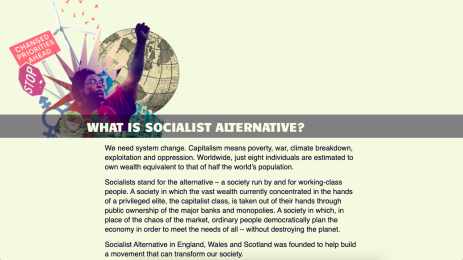 CHANGED
PRIORITIES
AHEAD
STOP
WHAT IS SOCIALIST ALTERNATIVE?
We need system change. Capitalism means poverty, war, climate breakdown,
exploitation and oppression. Worldwide, just eight individuals are estimated to
own wealth equivalent to that of half the world's population.
Socialists stand for the alternative – a society run by and for working-class
people. A society in which the vast wealth currently concentrated in the hands
of a privileged elite, the capitalist class, is taken out of their hands through
public ownership of the major banks and monopolies. A society in which, in
place of the chaos of the market, ordinary people democratically plan the
economy in order to meet the needs of all – without destroying the planet.
Socialist Alternative in England, Wales and Scotland was founded to help build
a movement that can transform our society.